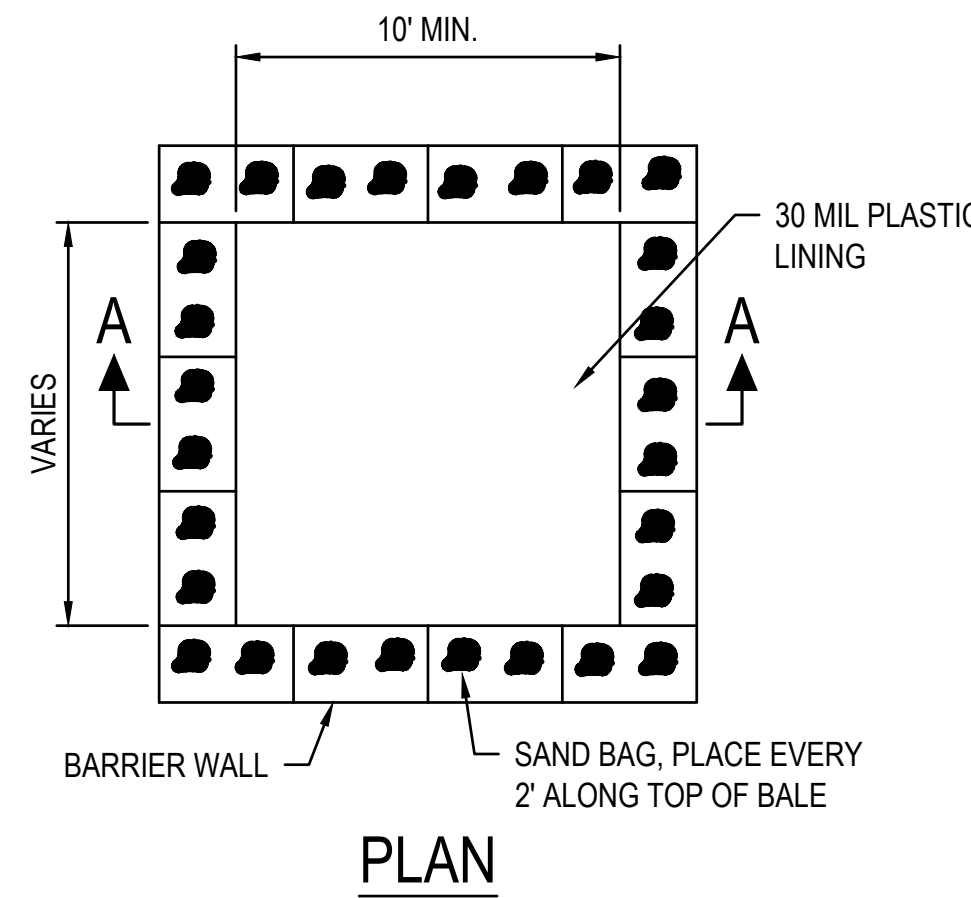 10' MIN.
30 MIL PLASTIC
LINING
A
A
VARIES
BARRIER WALL
SAND BAG, PLACE EVERY
2' ALONG TOP OF BALE
PLAN